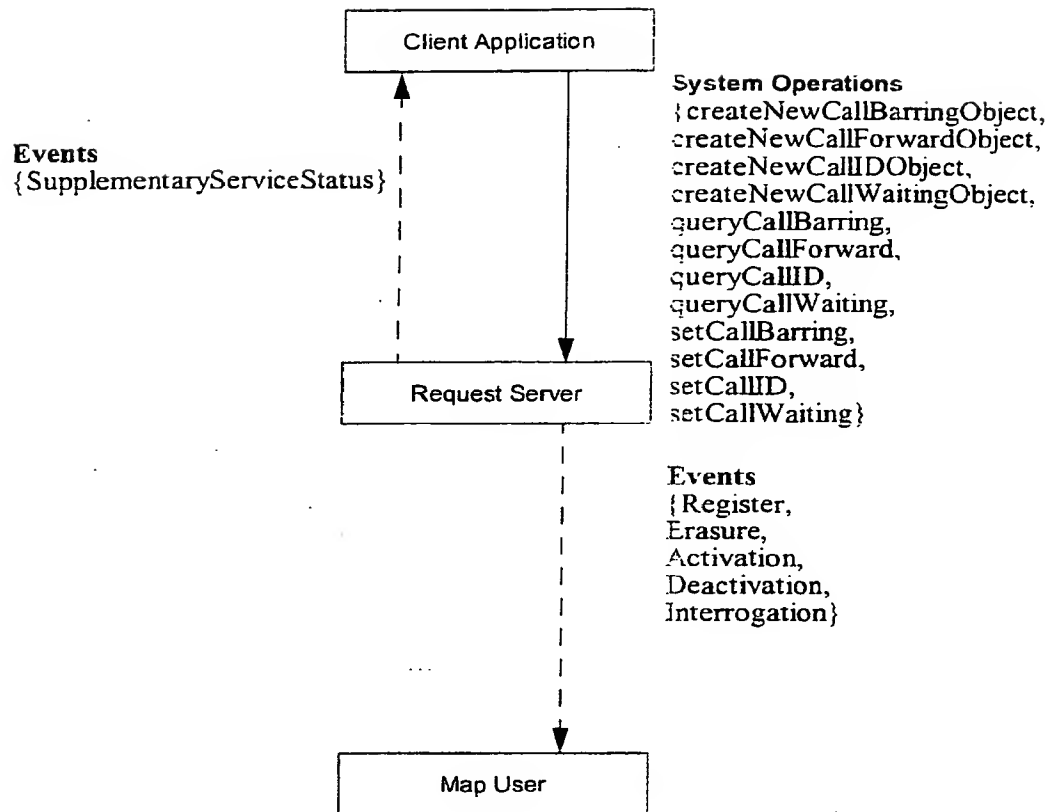 Client Application
System Operations
{createNewCallBarringObject,
createNewCallForwardObject,
createNewCallIDObject,
createNewCallWaitingObject,
queryCallBarring,
queryCallForward,
queryCallID,
queryCallWaiting,
setCallBarring,
setCallForward,
setCallID,
setCallWaiting}
Events
{SupplementaryServiceStatus}
Request Server
Events
{Register,
Erasure,
Activation,
Deactivation,
Interrogation}
Map User